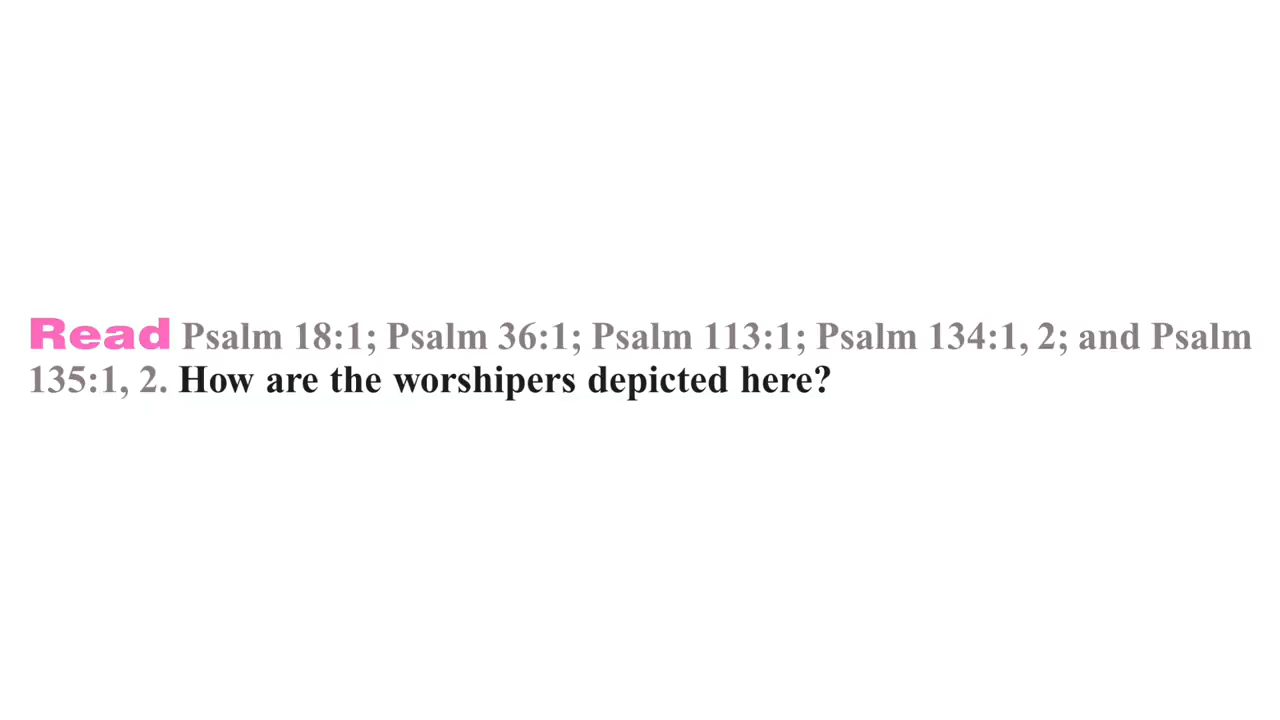 Read Psalm 18:1; Psalm 36:1; Psalm 113:1; Psalm 134:1, 2; and Psalm
135:1, 2. How are the worshipers depicted here?